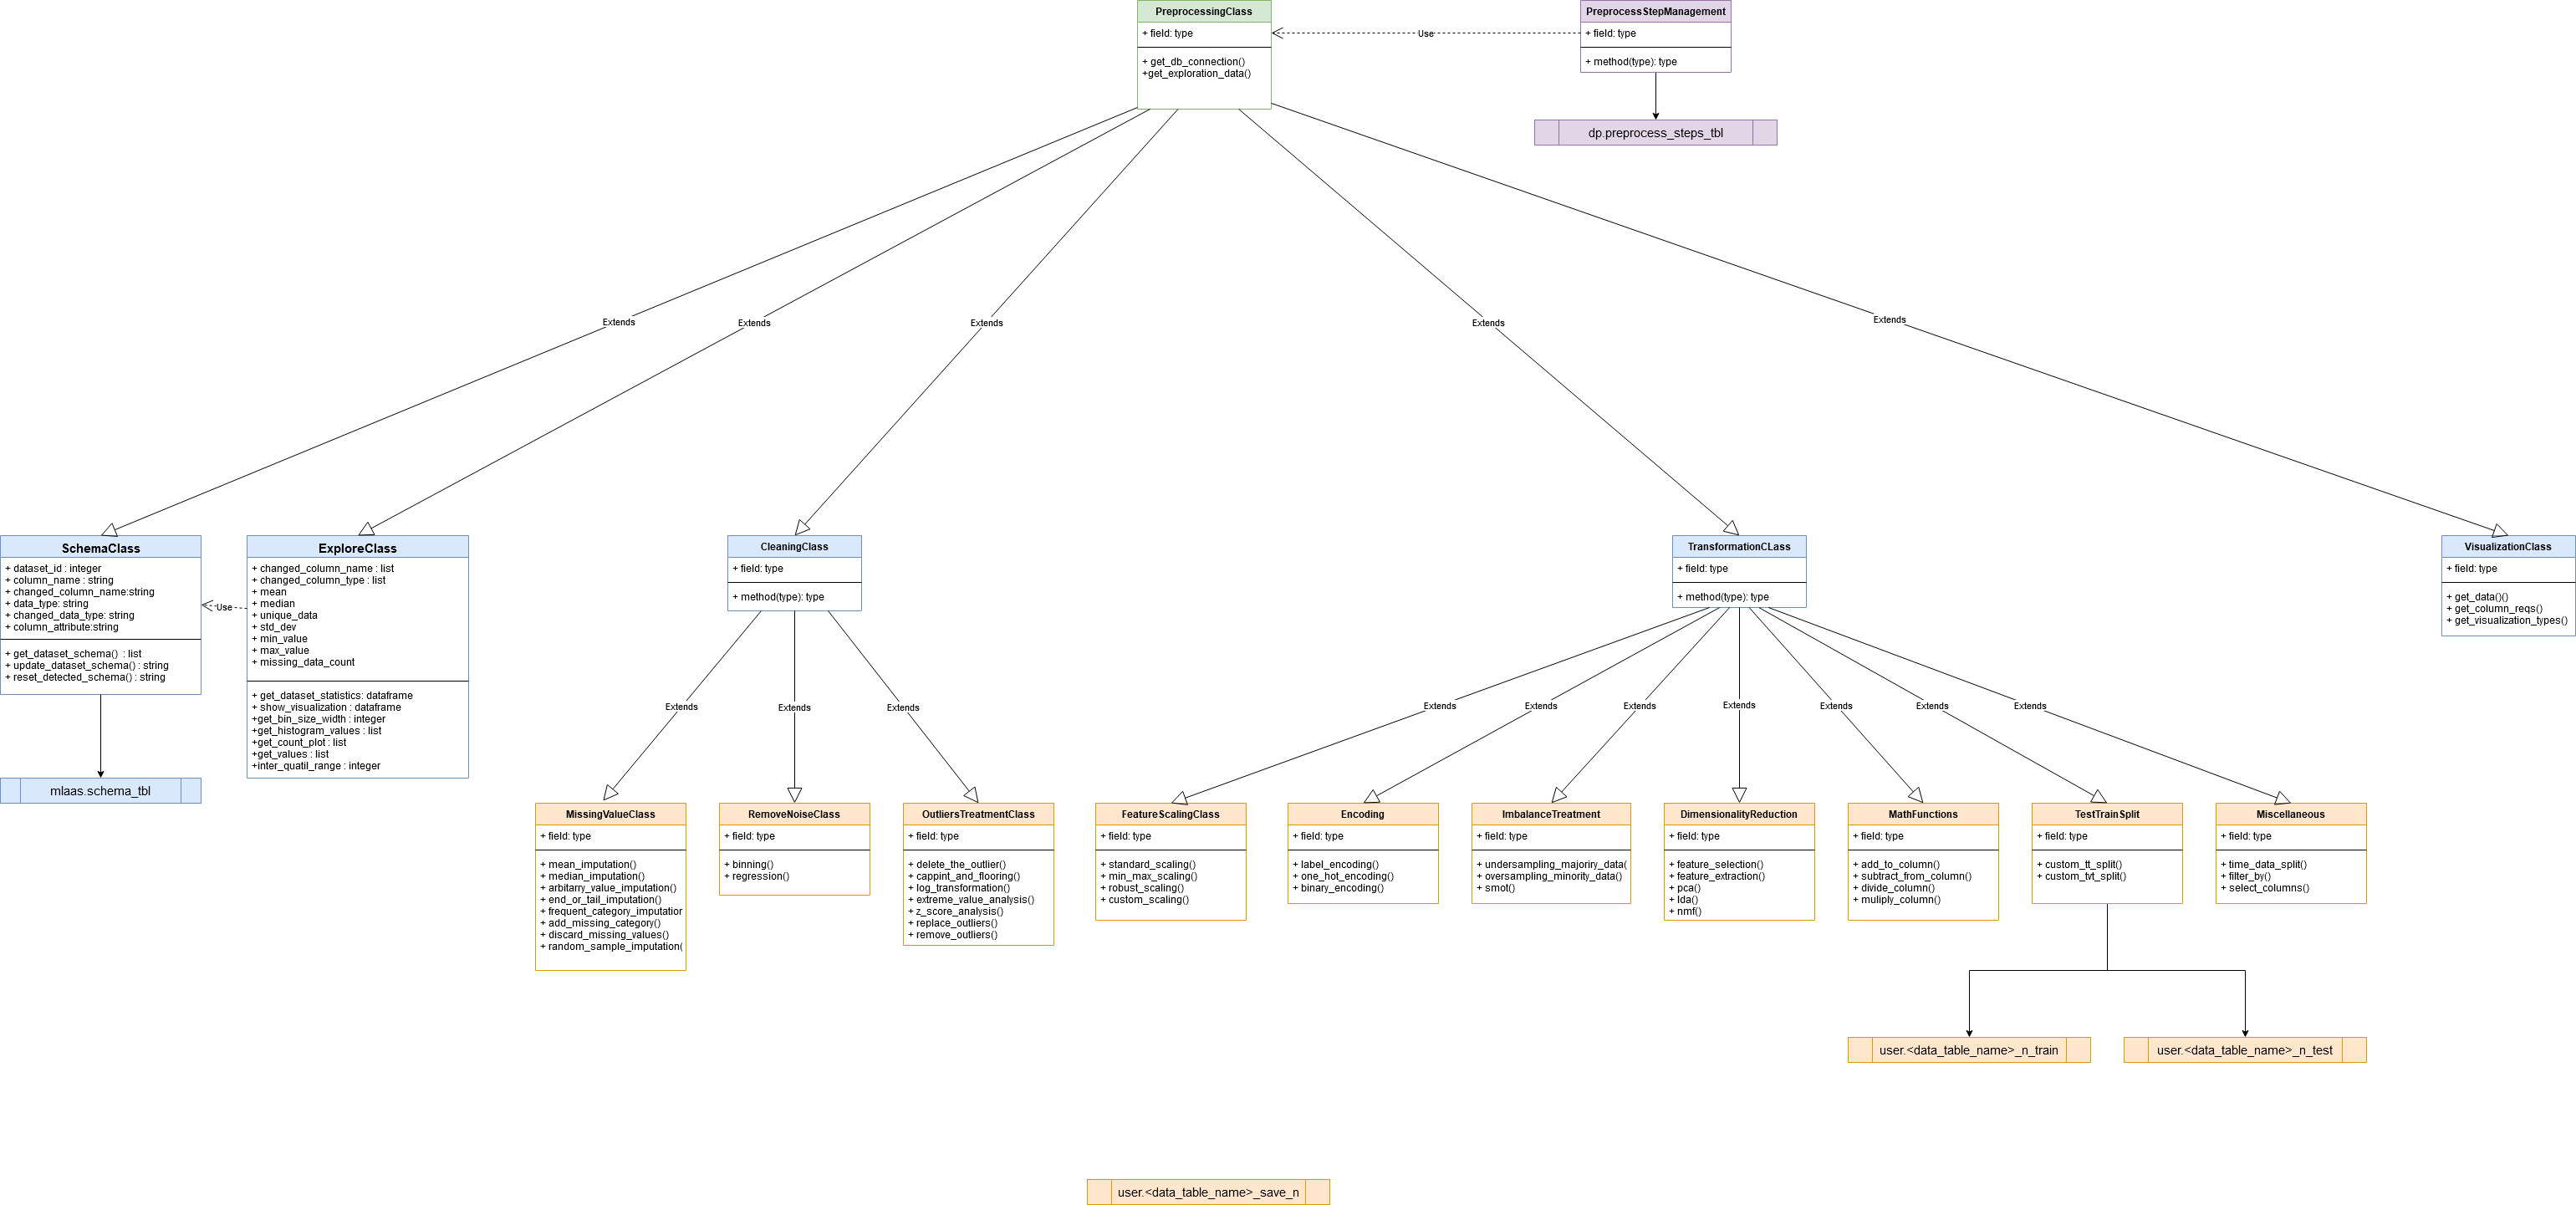 PreprocessingClass
+ field: type
+ get_db_connection()
+get_exploration_data()
Use
PreprocessStepManagement
+ field: type
+ method(type): type
dp.preprocess_steps_tbl
Extends
Extends
Extends
Extends
Extends
SchemaClass
+ dataset_id : integer
+ column_name : string
+ changed_column_name:string
+ data_type: string
+ changed_data_type: string
+ column_attribute:string
+ get_dataset_schema() : list
+ update_dataset_schema() : string
+ reset_detected_schema() : string
Use
mlaas.schema_tbl
ExploreClass
+ changed_column_name : list
+ changed_column_type : list
+ mean
+ median
+ unique_data
+ std_dev
+ min_value
+ max_value
+ missing_data_count
+ get_dataset_statistics: dataframe
+ show_visualization : dataframe
+get_bin_size_width : integer
+get_histogram_values : list
+get_count_plot : list
+get_values : list
+inter_quatil_range : integer
CleaningClass
+ field: type
+ method(type): type
TransformationCLass
+ field: type
+ method(type): type
VisualizationClass
+ field: type
+ get_data()()
+ get_column_reqs()
+ get_visualization_types()
Extends
Extends
Extends
Extends
Extends
Extends
Extends
Extends
Extends
Extends
MissingValueClass
+ field: type
+ mean_imputation()
+ median_imputation()
+ arbitarry_value_imputation()
+ end_or_tail_imputation()
+ frequent_category_imputatior
+ add_missing_category()
+ discard_missing_values()
+ random_sample_imputation(
RemoveNoiseClass
+ field: type
+ binning()
+ regression()
OutliersTreatmentClass
+ field: type
+ delete_the_outlier()
+ cappint_and_flooring()
+ log_transformation()
+ extreme_value_analysis()
+ z_score_analysis()
+ replace_outliers()
+ remove_outliers()
FeatureScalingClass
+ field: type
+ standard_scaling()
+ min_max_scaling()
+ robust_scaling()
+ custom_scaling()
Encoding
+ field: type
+ label_encoding()
+ one_hot_encoding()
+ binary_encoding()
ImbalanceTreatment
+ field: type
+ undersampling_majoriry_data(
+ oversampling_minority_data()
+ smot()
DimensionalityReduction
+ field: type
+ feature_selection()
+ feature_extraction()
+ pca()
+ lda()
+ nmf()
MathFunctions
+ field: type
+ add_to_column()
+ subtract_from_column()
+ divide_column()
+ muliply_column()
TestTrainSplit
+ field: type
+ custom_tt_split()
+ custom_tvt_split()
Miscellaneous
+ field: type
+ time_data_split()
+ filter_by()
+ select_columns()
user.<data_table_name>_n_train
user.<data_table_name>_n_test
user.<data_table_name>_save_n